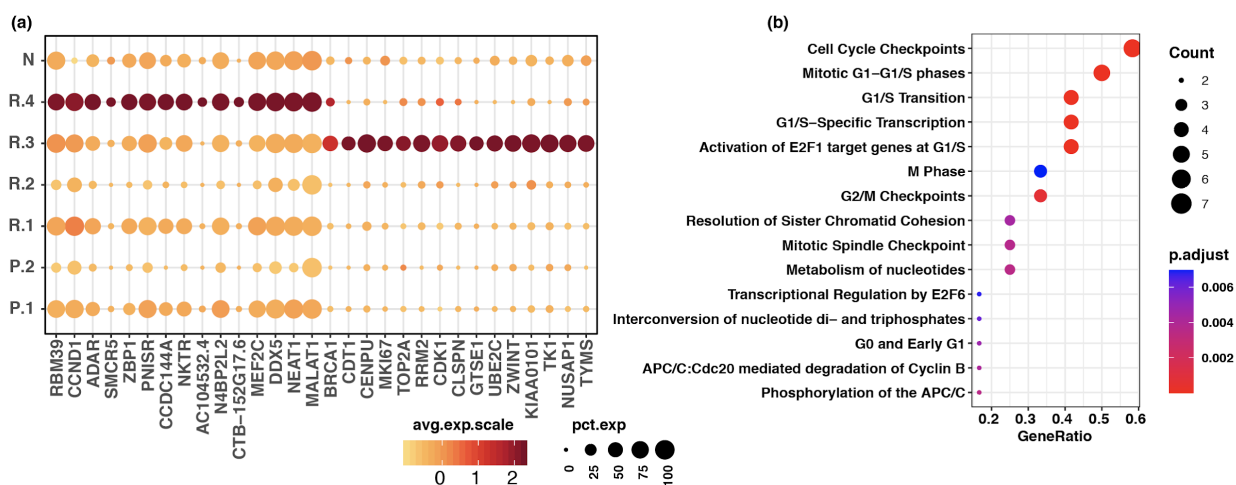 (a)
N
R.4
R.3
R.2
R.1
P.2
P.1
RBM39
CCND1
ADAR1
SMCR5
ZBP1
PNISR
CCDC144A
NKTR
AC104532.4
N4BP2L2
CTB−152G17.6
MEF2C
DDX5
NEAT1
MALAT1
BRCA1
CDT1
CENPU
MKI67
TOP2A
RRM2
CDK1
CLSPN
GTSE1
UBE2C
ZWINT
KIAA0101
TK1
NUSAP1
TYMS
avg.exp.scale
0 1 2
pct.exp
0 25 50 75 100
(b)
Cell Cycle Checkpoints
Mitotic G1−G1/S phases
G1/S Transition
G1/S−Specific Transcription
Activation of E2F1 target genes at G1/S
M Phase
G2/M Checkpoints
Resolution of Sister Chromatid Cohesion
Mitotic Spindle Checkpoint
Metabolism of nucleotides
Transcriptional Regulation by E2F6
Interconversion of nucleotide di− and triphosphates
G0 and Early G1
APC/C:Cdc20 mediated degradation of Cyclin B
Phosphorylation of the APC/C
0.2 0.3 0.4 0.5 0.6
GeneRatio
Count
2
3
4
5
6
7
p.adjust
0.006
0.004
0.002